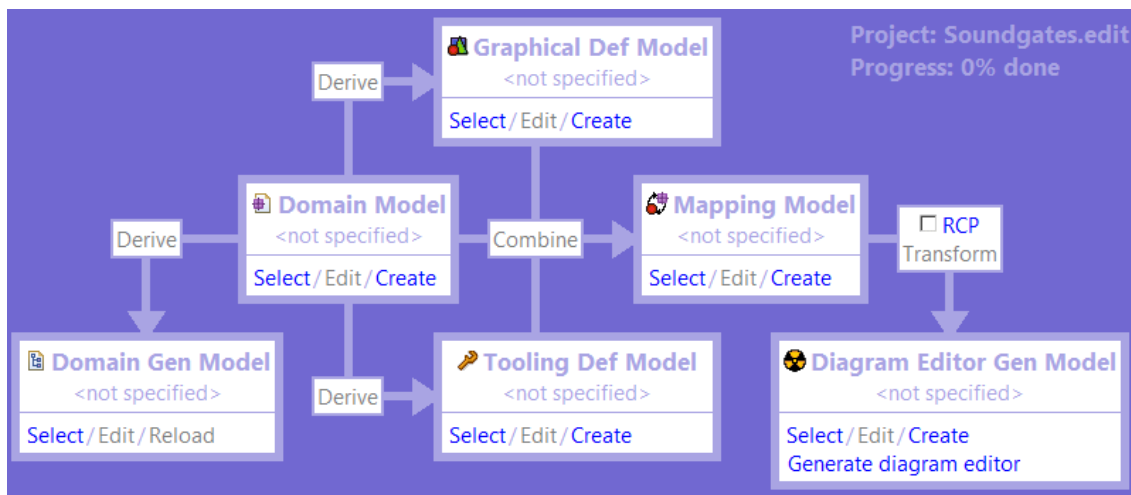 Project: Soundgates.edit
Progress: 0% done
Graphical Def Model
<not specified>
Select/Edit/Create
Derive
Domain Model
<not specified>
Select/Edit/Create
Derive
Combine
Mapping Model
<not specified>
Select/Edit/Create
RCP
Transform
Domain Gen Model
<not specified>
Select/Edit/Reload
Derive
Tooling Def Model
<not specified>
Select/Edit/Create
Diagram Editor Gen Model
<not specified>
Select/Edit/Create
Generate diagram editor